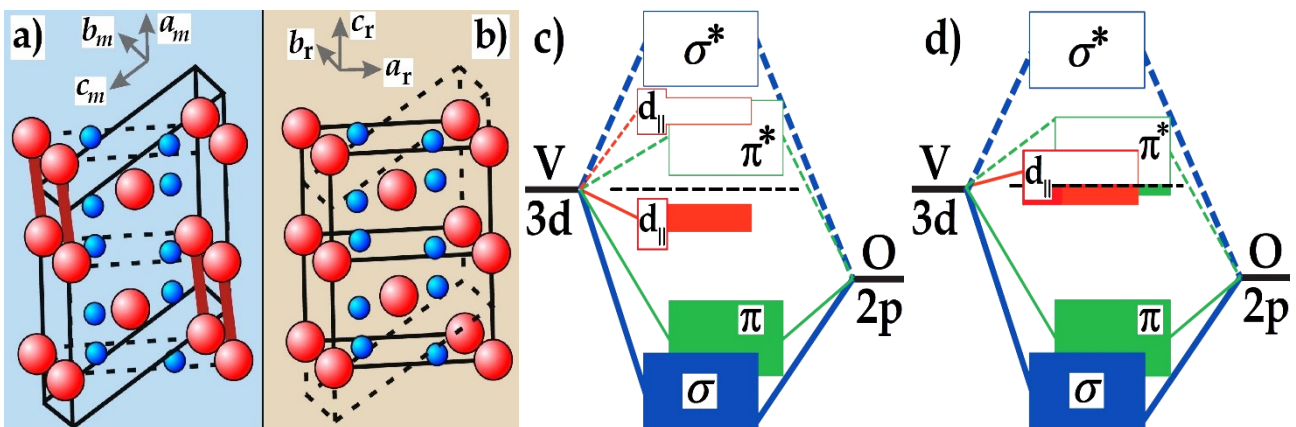 a)
a_m
b_m
c_m
b)
c_r
b_r
a_r
c)
σ*
d_||
π*
V
3d
d_||
O
2p
π
σ
d)
σ*
π*
d_||
V
3d
O
2p
π
σ